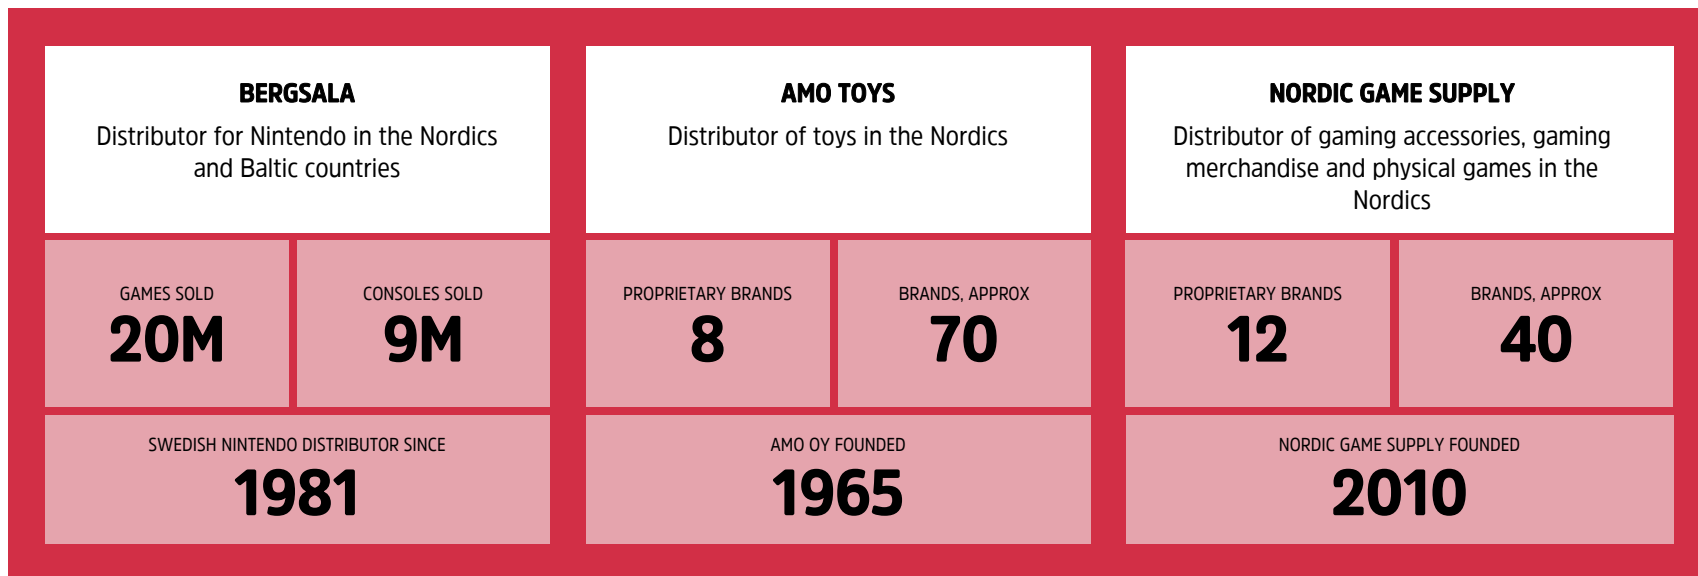 BERGSALA
Distributor for Nintendo in the Nordics
and Baltic countries
GAMES SOLD
20M
CONSOLES SOLD
9M
SWEDISH NINTENDO DISTRIBUTOR SINCE
1981
AMO TOYS
Distributor of toys in the Nordics
PROPRIETARY BRANDS
8
BRANDS, APPROX
70
AMO OY FOUNDED
1965
NORDIC GAME SUPPLY
Distributor of gaming accessories, gaming
merchandise and physical games in the
Nordics
PROPRIETARY BRANDS
12
BRANDS, APPROX
40
NORDIC GAME SUPPLY FOUNDED
2010